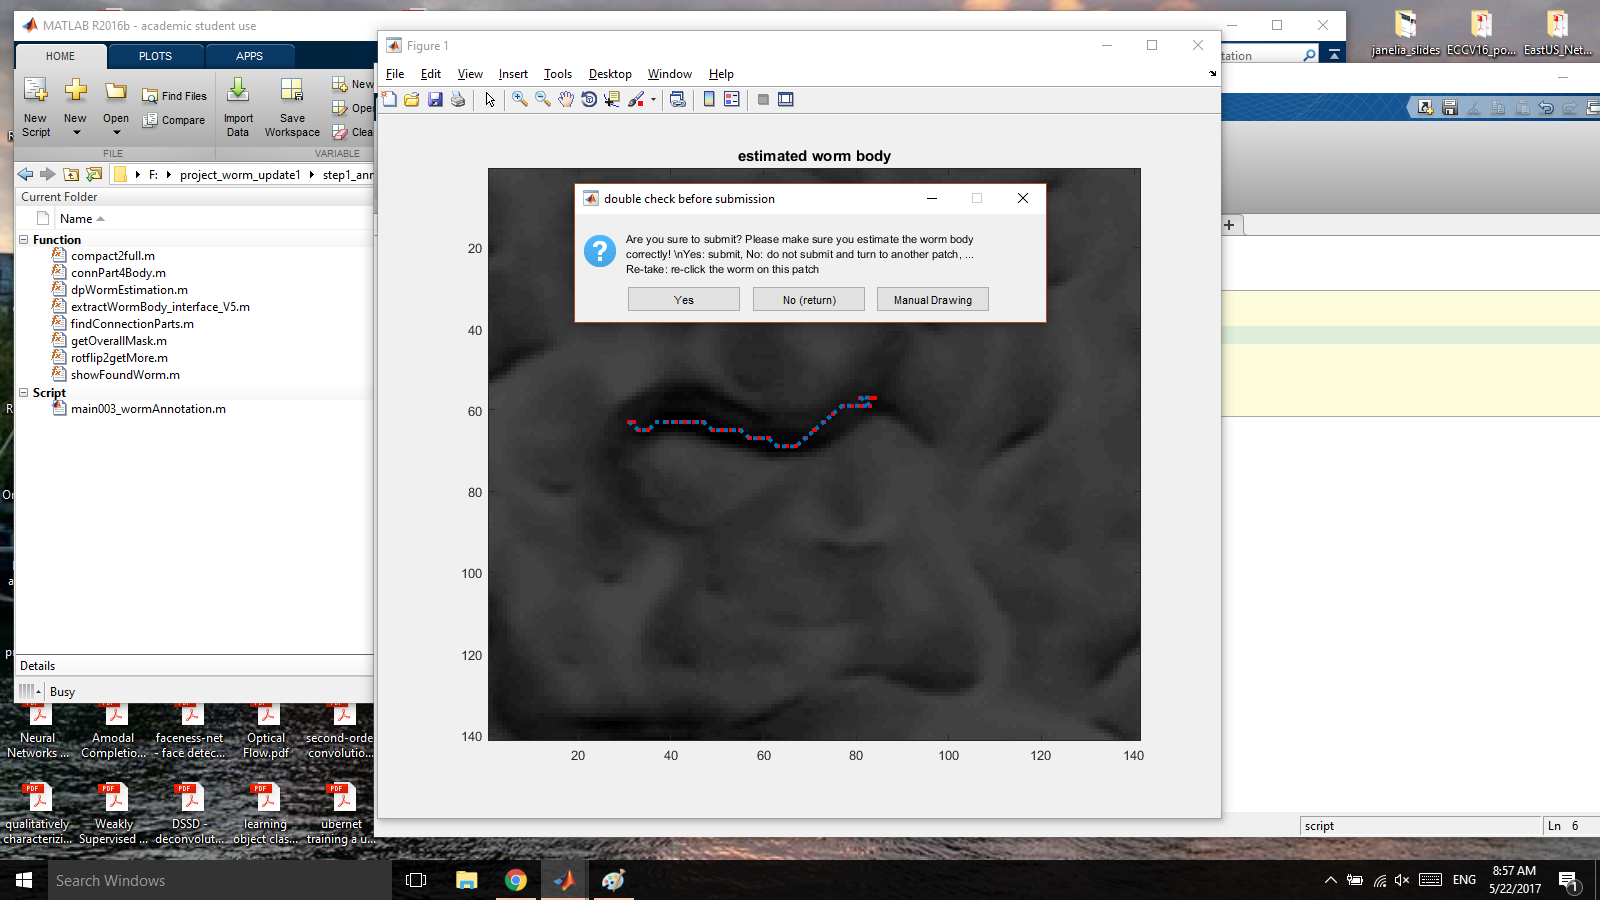 MATLAB R2016b - academic student use
HOME
PLOTS
APPS
New
Script
New
Open
Find Files
Compare
Import
Data
Save
Workspace
New
FILE
VARIABLE
F:
project_worm_update1
Current Folder
Name
Function
compact2full.m
connPart4Body.m
dpWormEstimation.m
extractWormBody_interface_V5.m
findConnectionParts.m
getOverallMask.m
rotflip2getMore.m
showFoundWorm.m
Script
main003_wormAnnotation.m
Details
Busy
Figure 1
File Edit View Insert Tools Desktop Window Help
estimated worm body
20
40
60
80
100
120
140
20 40 60 80 100 120 140
double check before submission
Are you sure to submit? Please make sure you estimate the worm body
correctly! \nYes: submit, No: do not submit and turn to another patch, ...
Re-take: re-click the worm on this patch
Yes
No (return)
Manual Drawing
janelia_slides
ECCV16_po...
EastUS_Net...
script
Ln 6
Neural
Networks ...
Amodal
Completio...
faceness-net
- face detec...
Optical
Flow.pdf
second-orde
convolutio...
qualitatively
characterizi...
Weakly
Supervised ...
DSSD -
deconvolut...
learning
object clas...
ubernet
training a u...
Search Windows
ENG
8:57 AM
5/22/2017
1